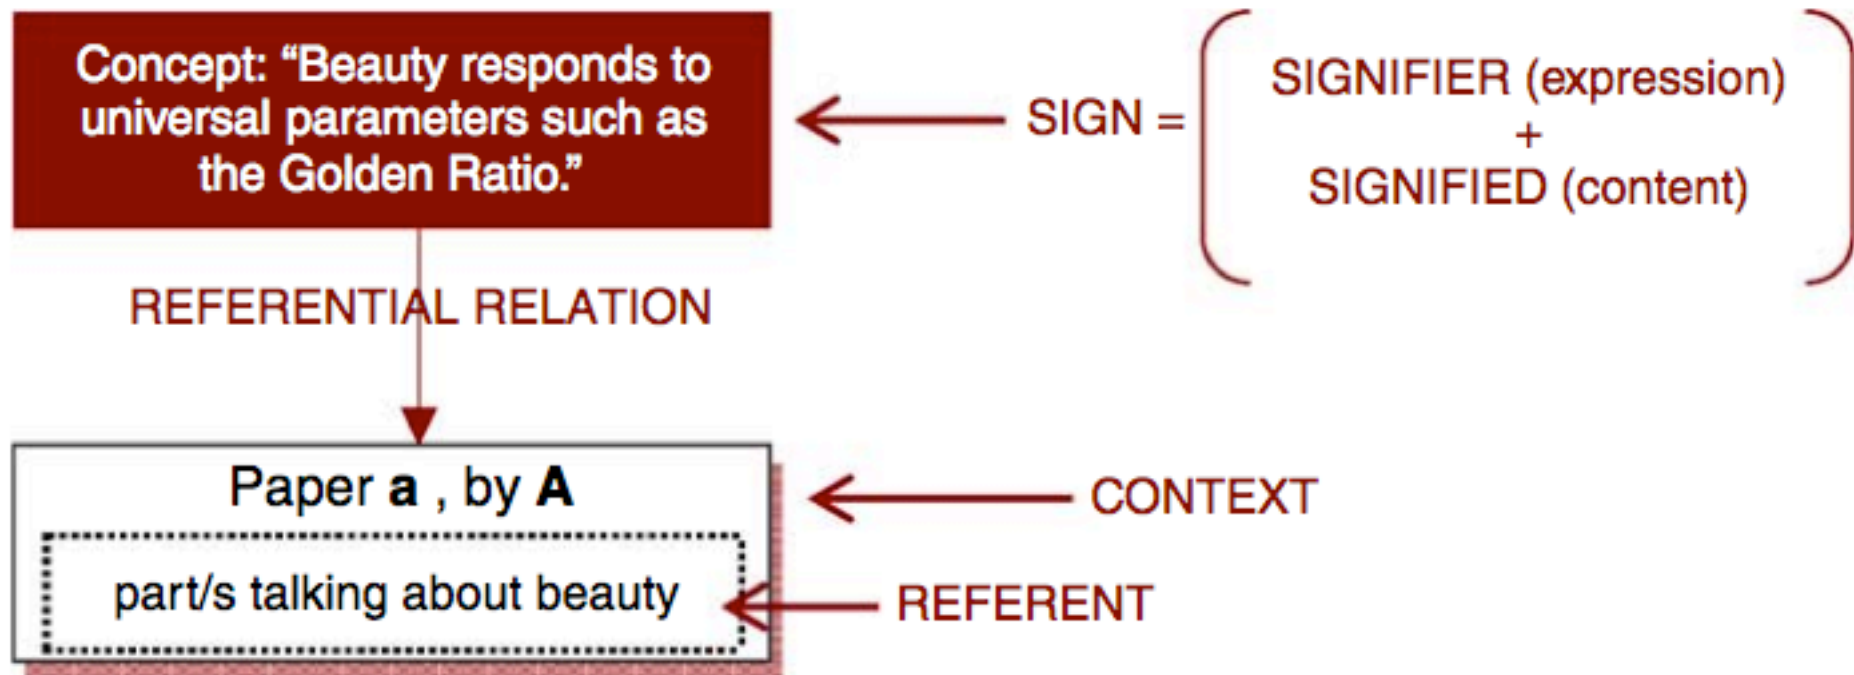 Concept: “Beauty responds to
universal parameters such as
the Golden Ratio.”
SIGN =
SIGNIFIER (expression)
+
SIGNIFIED (content)
REFERENTIAL RELATION
Paper a , by A
CONTEXT
part/s talking about beauty
REFERENT